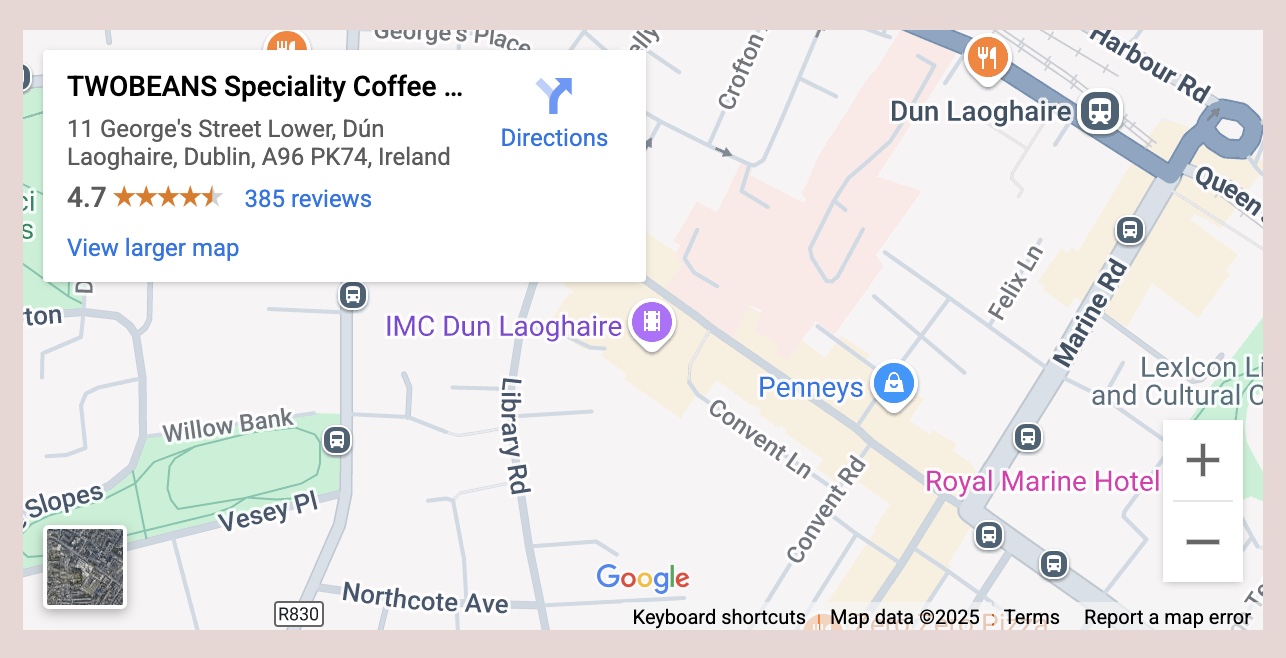 George's Place
TWOBEANS Speciality Coffee ...
11 George's Street Lower, Dún
Laoghaire, Dublin, A96 PK74, Ireland
4.7
385 reviews
View larger map
Directions
Crofton
Harbour Rd
Dun Laoghaire
Queen
Felix Ln
Marine Rd
IMC Dun Laoghaire
Penneys
LexIcon Li
and Cultural C
Library Rd
Willow Bank
Convent Ln
Convent Rd
Royal Marine Hotel
Slopes
Vesey Pl
Northcote Ave
R830
Google
Keyboard shortcuts
Map data ©2025
Terms
Report a map error